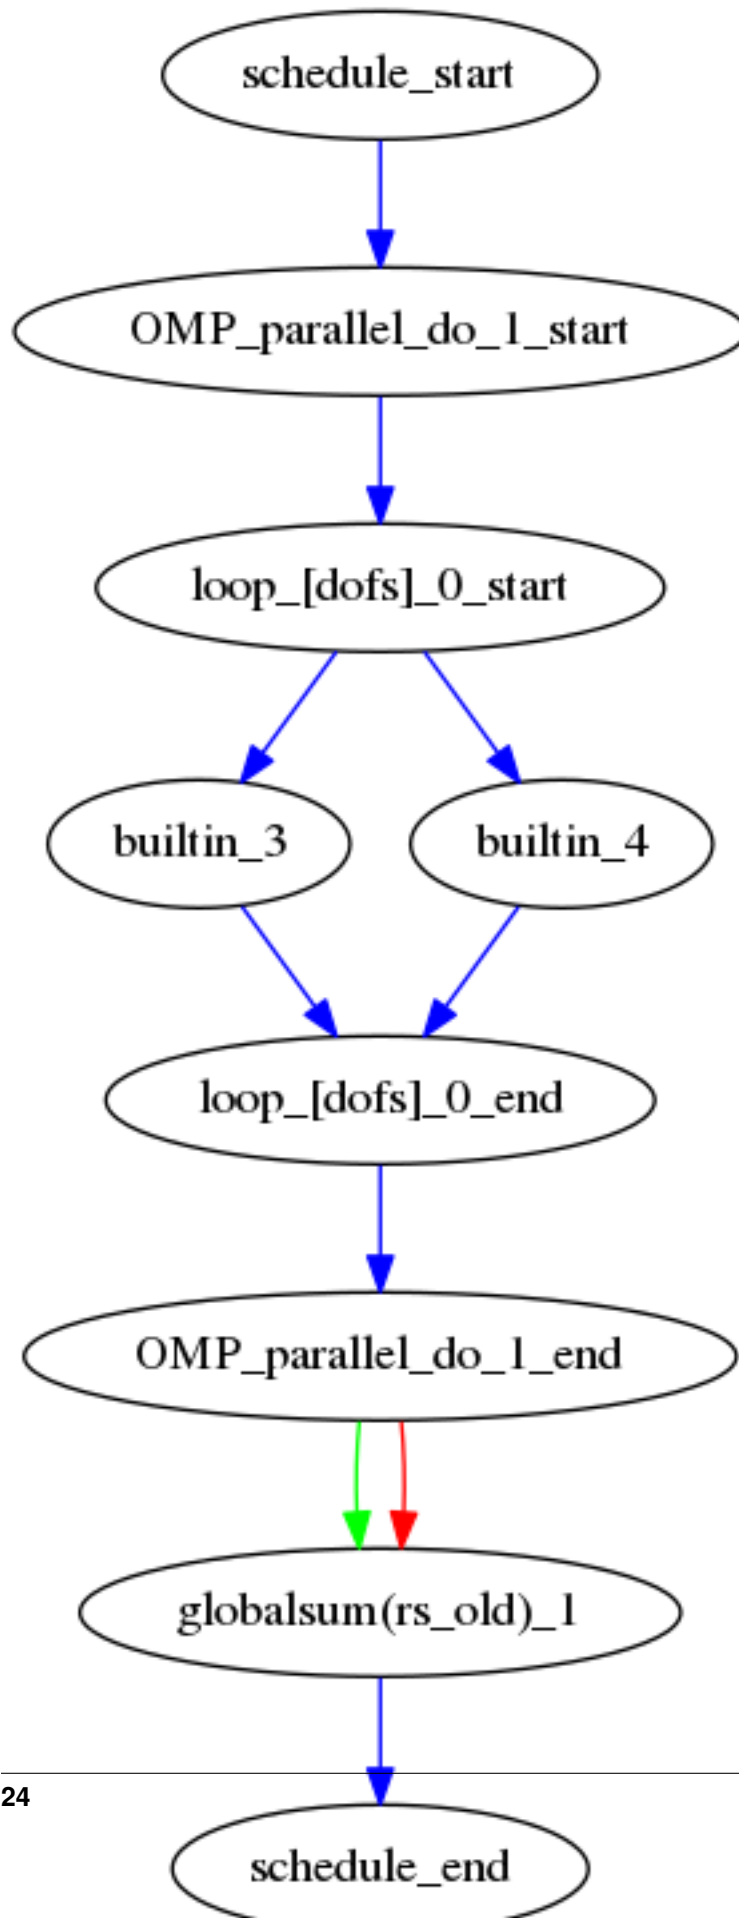 schedule_start
OMP_parallel_do_1_start
loop_[dofs]_0_start
builtin_3
builtin_4
loop_[dofs]_0_end
OMP_parallel_do_1_end
globalsum(rs_old)_1
24
schedule_end